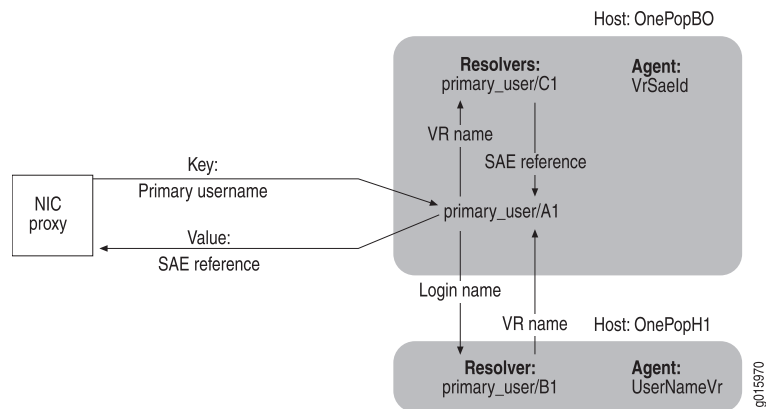 Host: OnePopBO
Resolvers:
primary_user/C1
Agent:
VrSaeId
VR name
SAE reference
Key:
Primary username
NIC
proxy
primary_user/A1
Value:
SAE reference
Login name
VR name
Host: OnePopH1
Resolver:
primary_user/B1
Agent:
UserNameVr
g015970